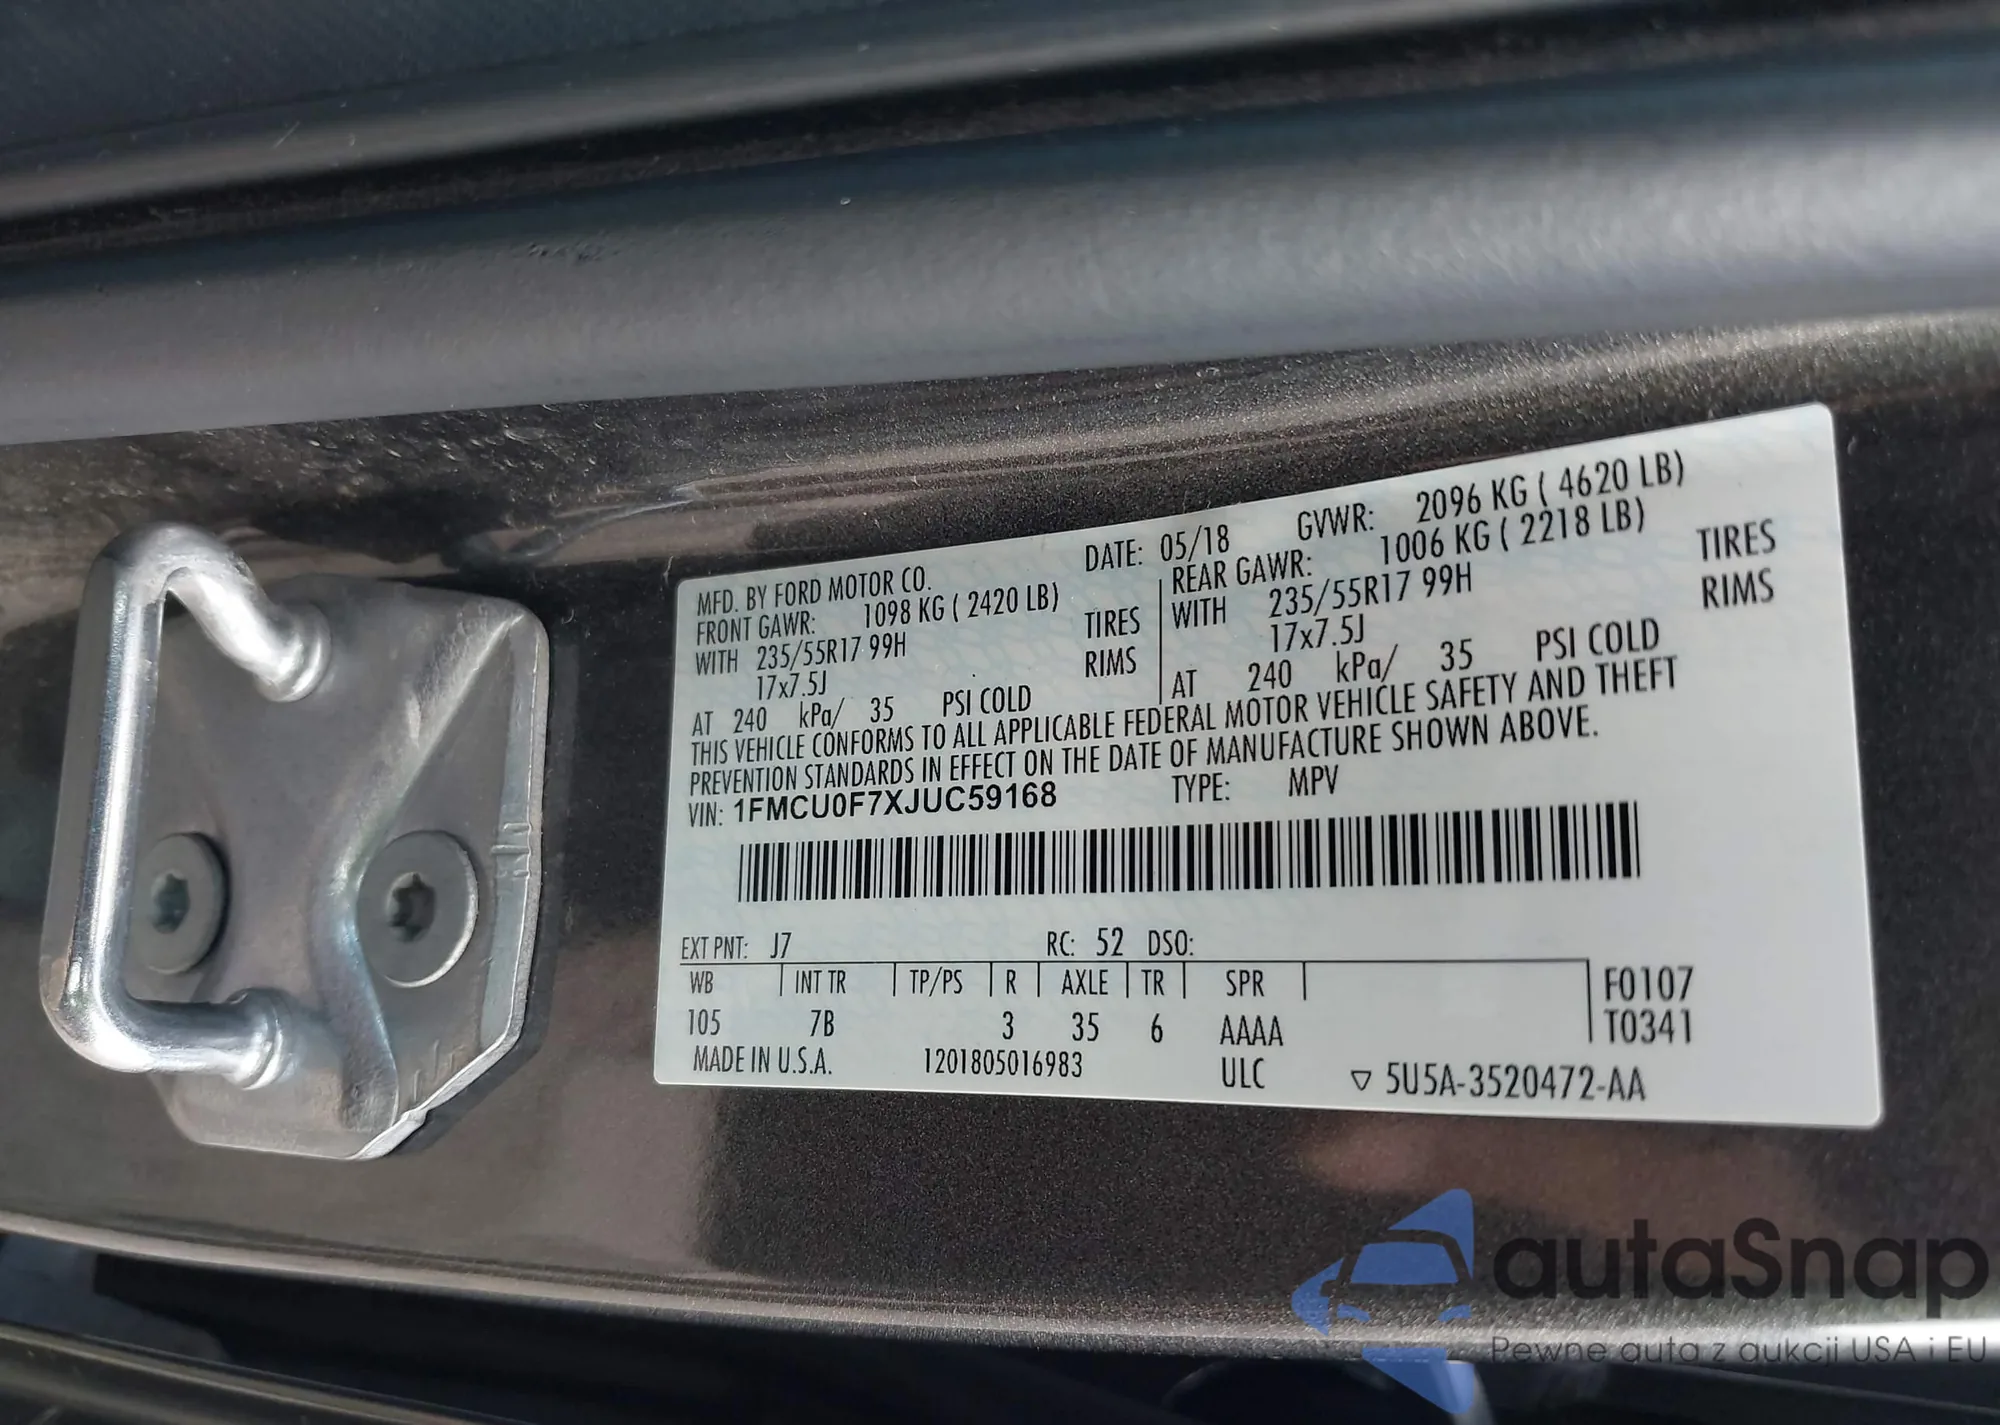 MFD. BY FORD MOTOR CO. DATE: 05/18 GVWR: 2096 KG ( 4620 LB)
FRONT GAWR: 1098 KG ( 2420 LB) REAR GAWR: 1006 KG ( 2218 LB)
WITH 235/55R17 99H TIRES WITH 235/55R17 99H TIRES
17x7.5J RIMS 17x7.5J RIMS
AT 240 kPa/ 35 PSI COLD AT 240 kPa/ 35 PSI COLD
THIS VEHICLE CONFORMS TO ALL APPLICABLE FEDERAL MOTOR VEHICLE SAFETY AND THEFT
PREVENTION STANDARDS IN EFFECT ON THE DATE OF MANUFACTURE SHOWN ABOVE.
VIN: 1FMCU0F7XJUC59168 TYPE: MPV
EXT PNT: J7 RC: 52 DSO:
WB INT TR TP/PS R AXLE TR SPR F0107
105 7B 3 35 6 AAAA T0341
MADE IN U.S.A. 1201805016983 ULC ▽ 5U5A-3520472-AA
autaSnap
Pewne auta z aukcji USA i EU